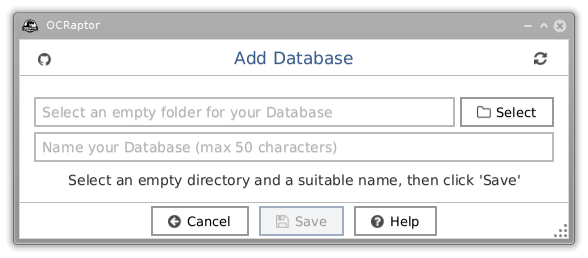 OCRaptor
Add Database
Select an empty folder for your Database
Select
Name your Database (max 50 characters)
Select an empty directory and a suitable name, then click 'Save'
Cancel
Save
Help